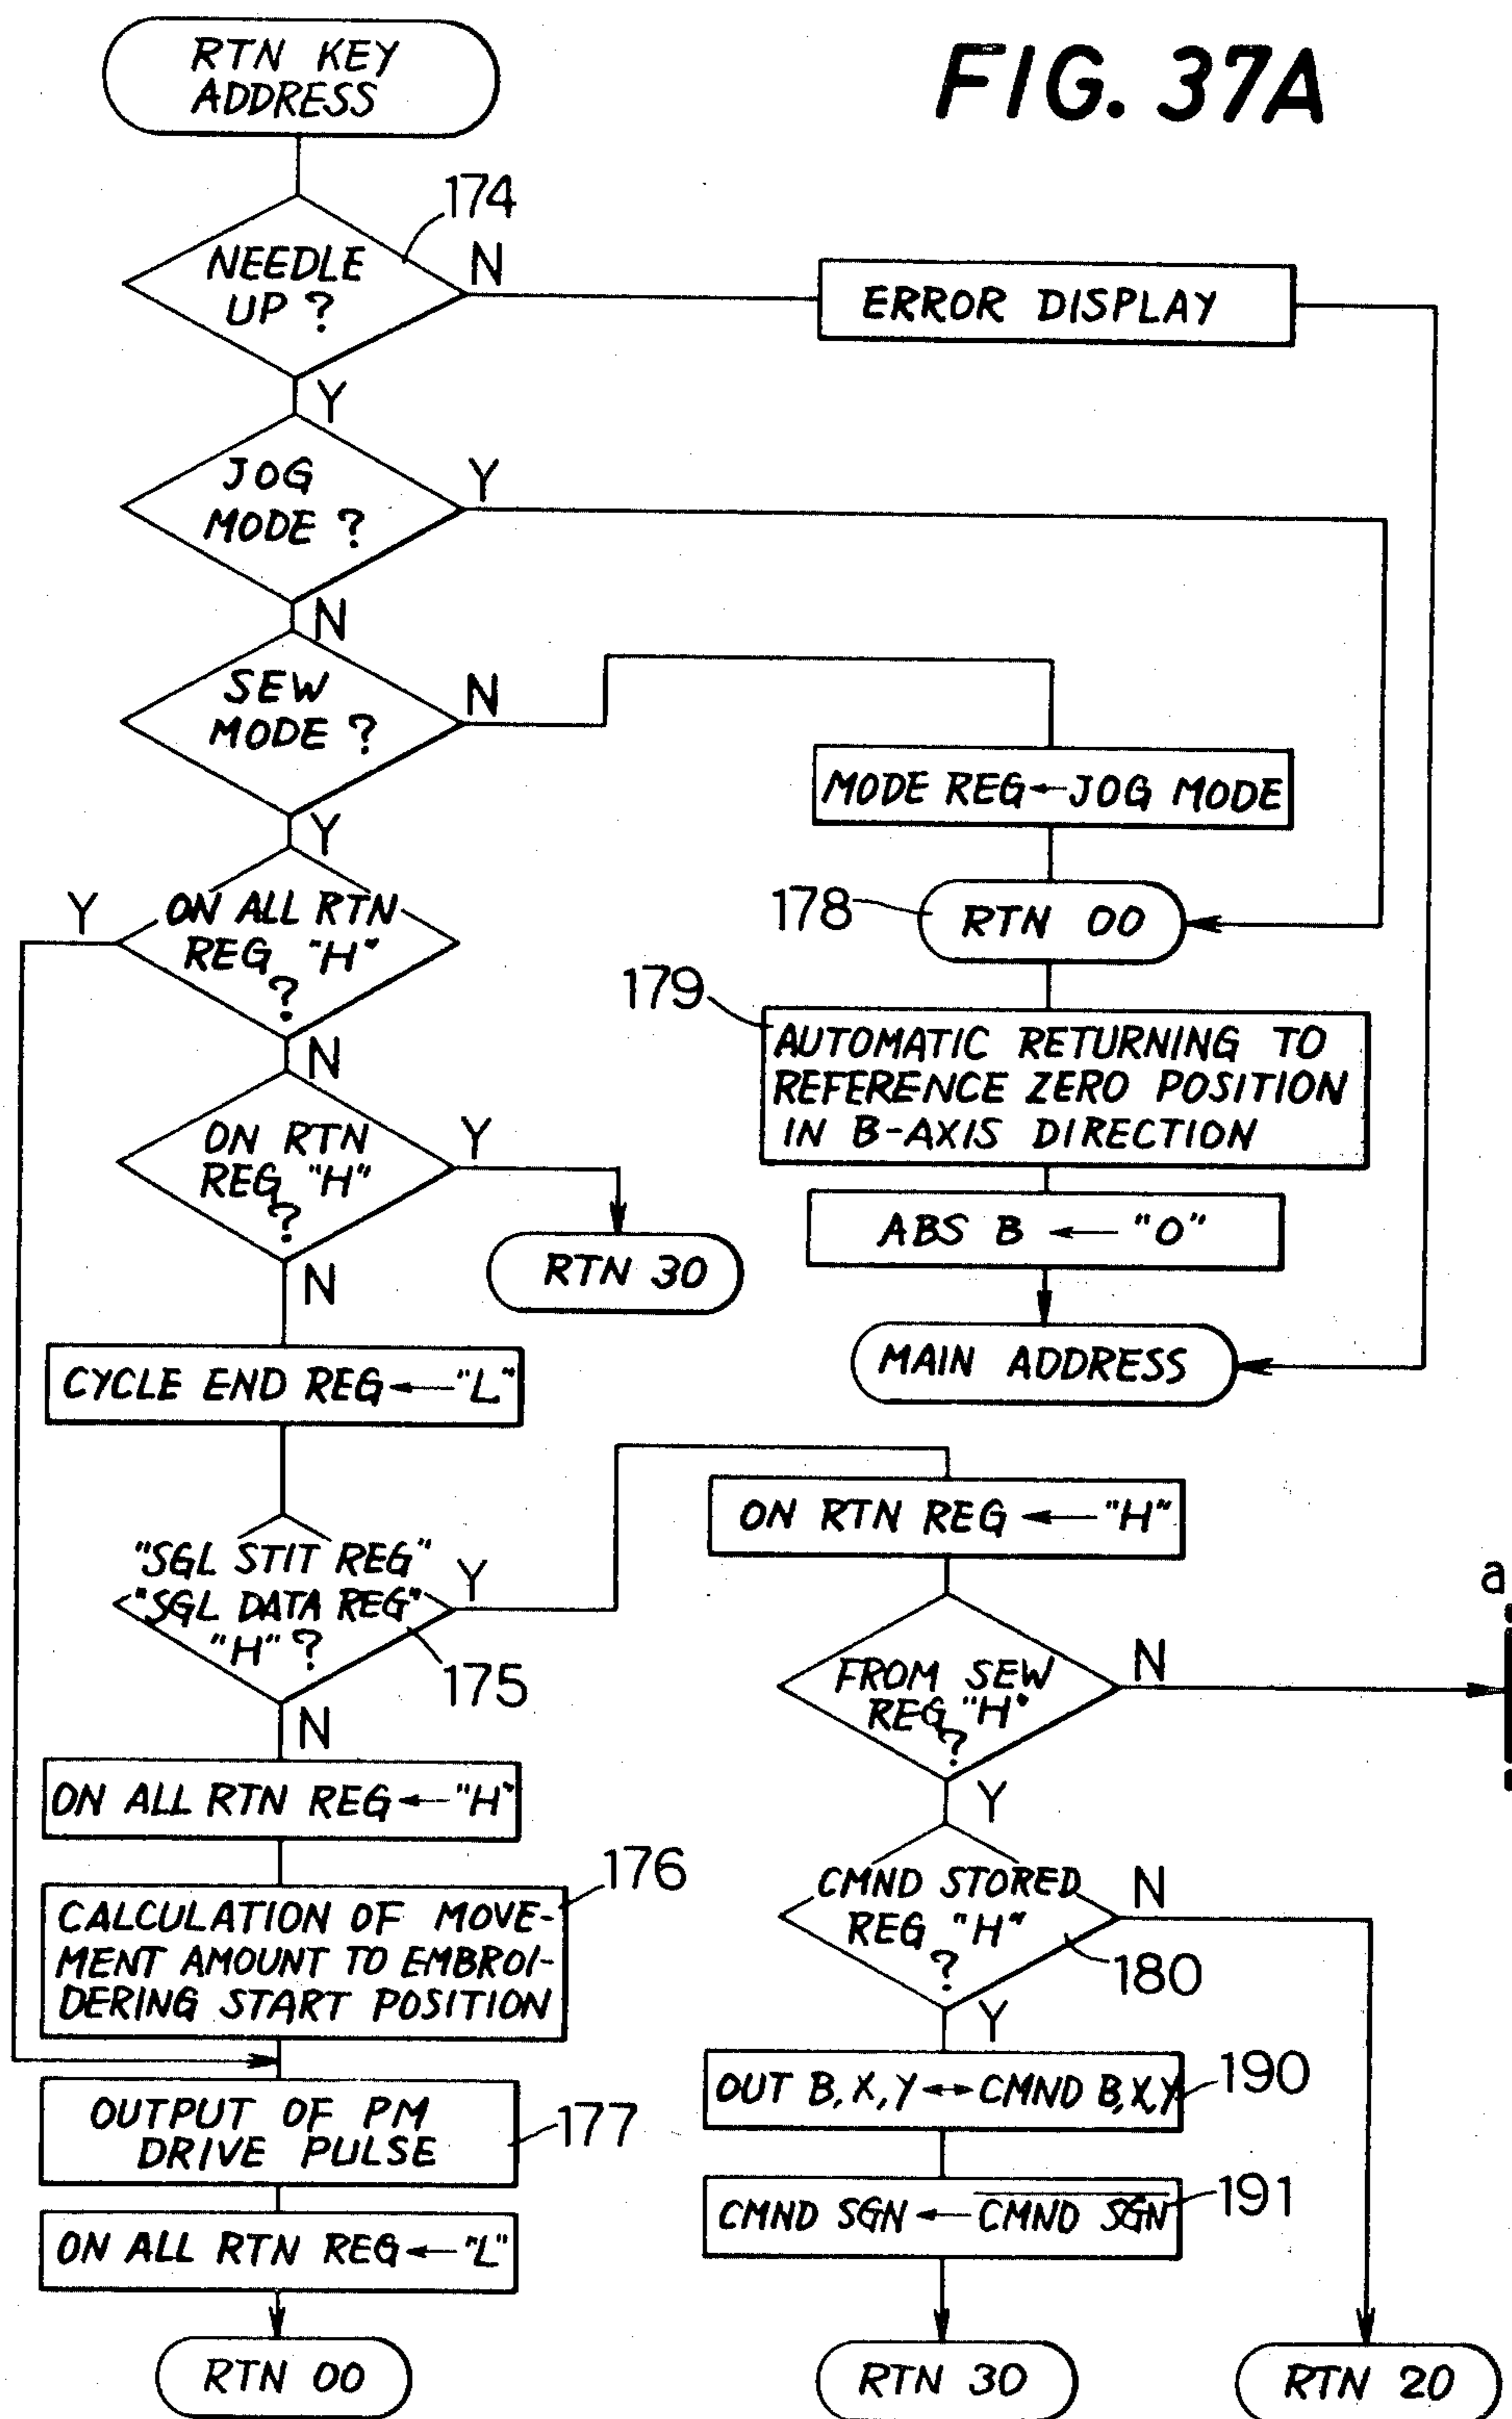 FIG. 37A
RTN KEY
ADDRESS
174
NEEDLE
UP ?
N
ERROR DISPLAY
Y
JOG
MODE ?
Y
N
SEW
MODE ?
N
MODE REG ← JOG MODE
Y
178
RTN 00
Y
ON ALL RTN
REG "H"
?
179
AUTOMATIC RETURNING TO
REFERENCE ZERO POSITION
IN B-AXIS DIRECTION
N
ON RTN
REG "H"
?
Y
RTN 30
ABS B ← "0"
N
MAIN ADDRESS
CYCLE END REG ← "L"
"SGL STIT REG"
"SGL DATA REG"
"H" ?
Y
175
ON RTN REG ← "H"
a
FROM SEW
REG "H"
?
N
N
ON ALL RTN REG ← "H"
Y
176
CALCULATION OF MOVE-
MENT AMOUNT TO EMBROI-
DERING START POSITION
CMND STORED
REG "H"
?
N
180
Y
OUTPUT OF PM
DRIVE PULSE
177
OUT B, X, Y ↔ CMND B, X, Y
190
ON ALL RTN REG ← "L"
CMND SGN ← CMND SGN
191
RTN 00
RTN 30
RTN 20